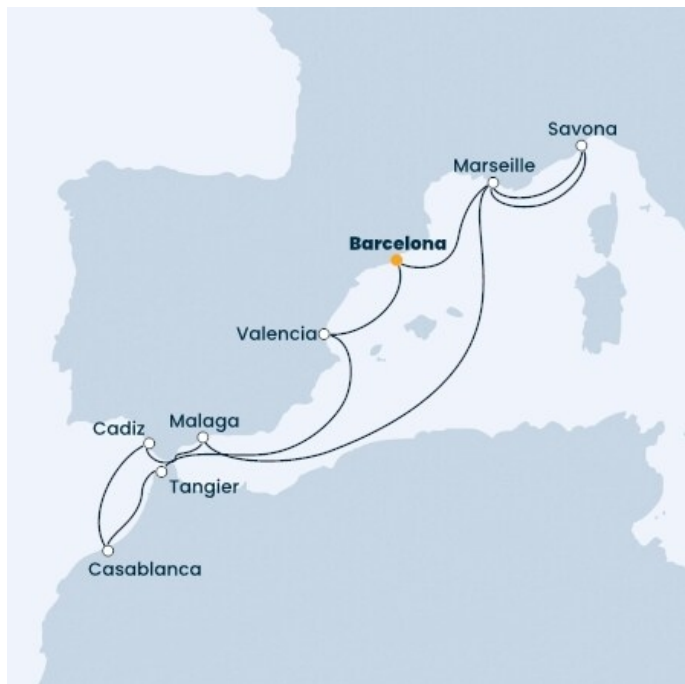 Savona
Marseille
Barcelona
Valencia
Malaga
Cadiz
Tangier
Casablanca